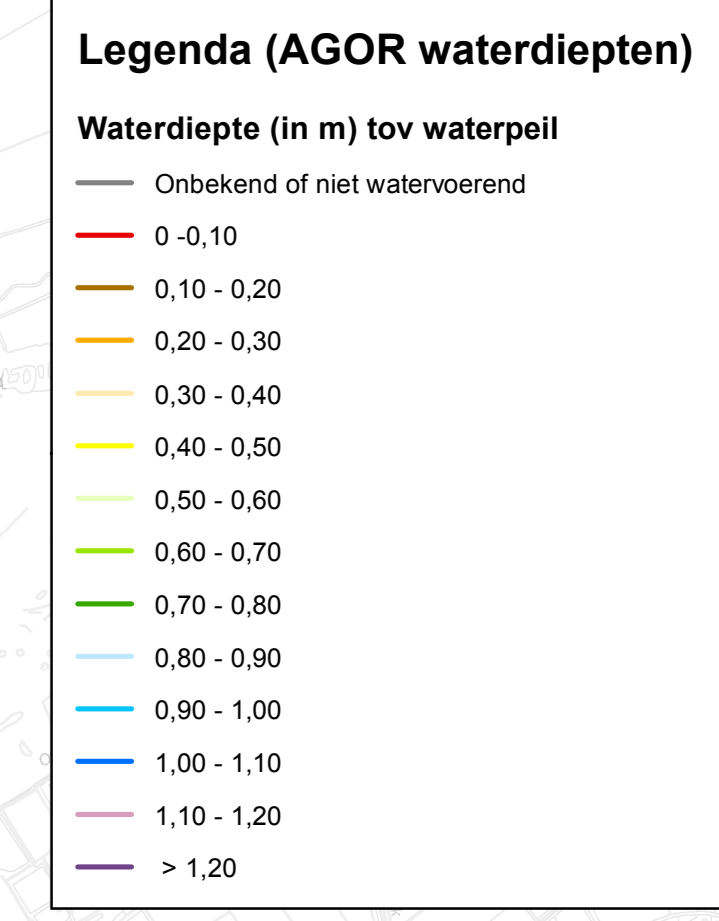 Legenda (AGOR waterdiepten)
Waterdiepte (in m) tov waterpeil
Onbekend of niet watervoerend
0 -0,10
0,10 - 0,20
0,20 - 0,30
0,30 - 0,40
0,40 - 0,50
0,50 - 0,60
0,60 - 0,70
0,70 - 0,80
0,80 - 0,90
0,90 - 1,00
1,00 - 1,10
1,10 - 1,20
> 1,20